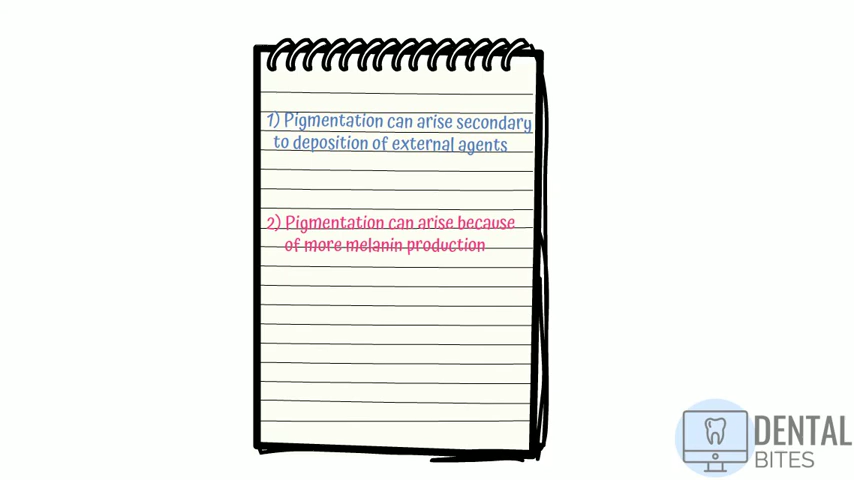 1) Pigmentation can arise secondary
to deposition of external agents
2) Pigmentation can arise because
of more melanin production
DENTAL
BITES